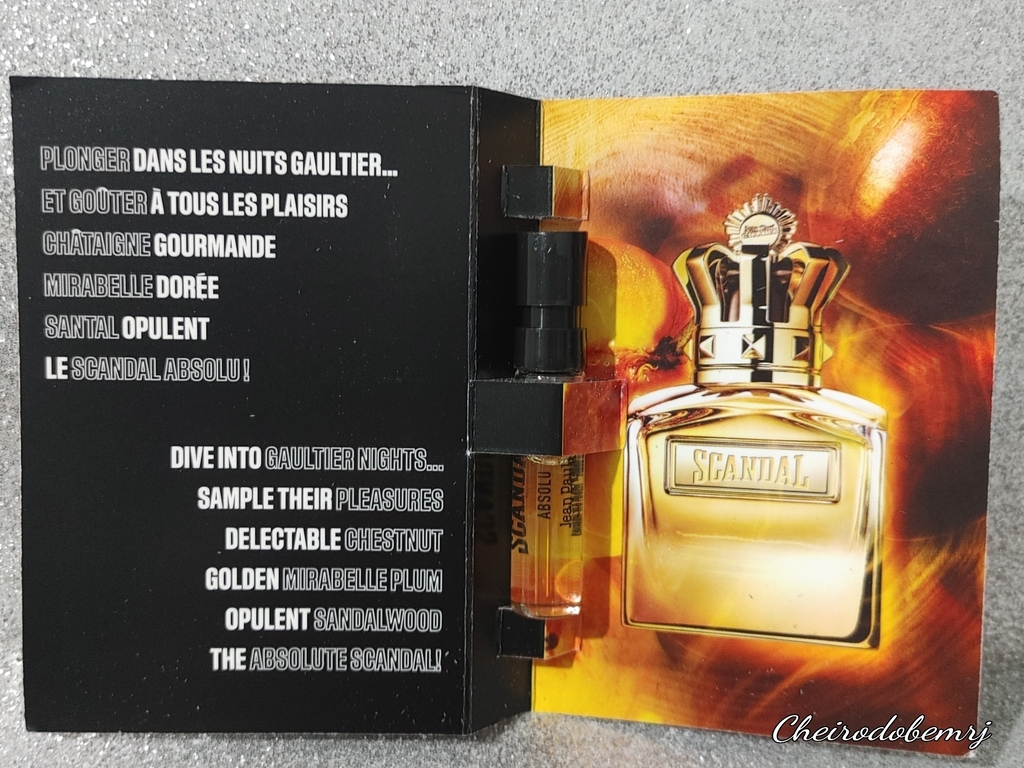 PLONGER DANS LES NUITS GAULTIER...
ET GOÛTER À TOUS LES PLAISIRS
CHÂTAIGNE GOURMANDE
MIRABELLE DORÉE
SANTAL OPULENT
LE SCANDAL ABSOLU !
DIVE INTO GAULTIER NIGHTS...
SAMPLE THEIR PLEASURES
DELECTABLE CHESTNUT
GOLDEN MIRABELLE PLUM
OPULENT SANDALWOOD
THE ABSOLUTE SCANDAL!
ABSOLU
Jean Paul
SCANDAL
Cheirodobemrj